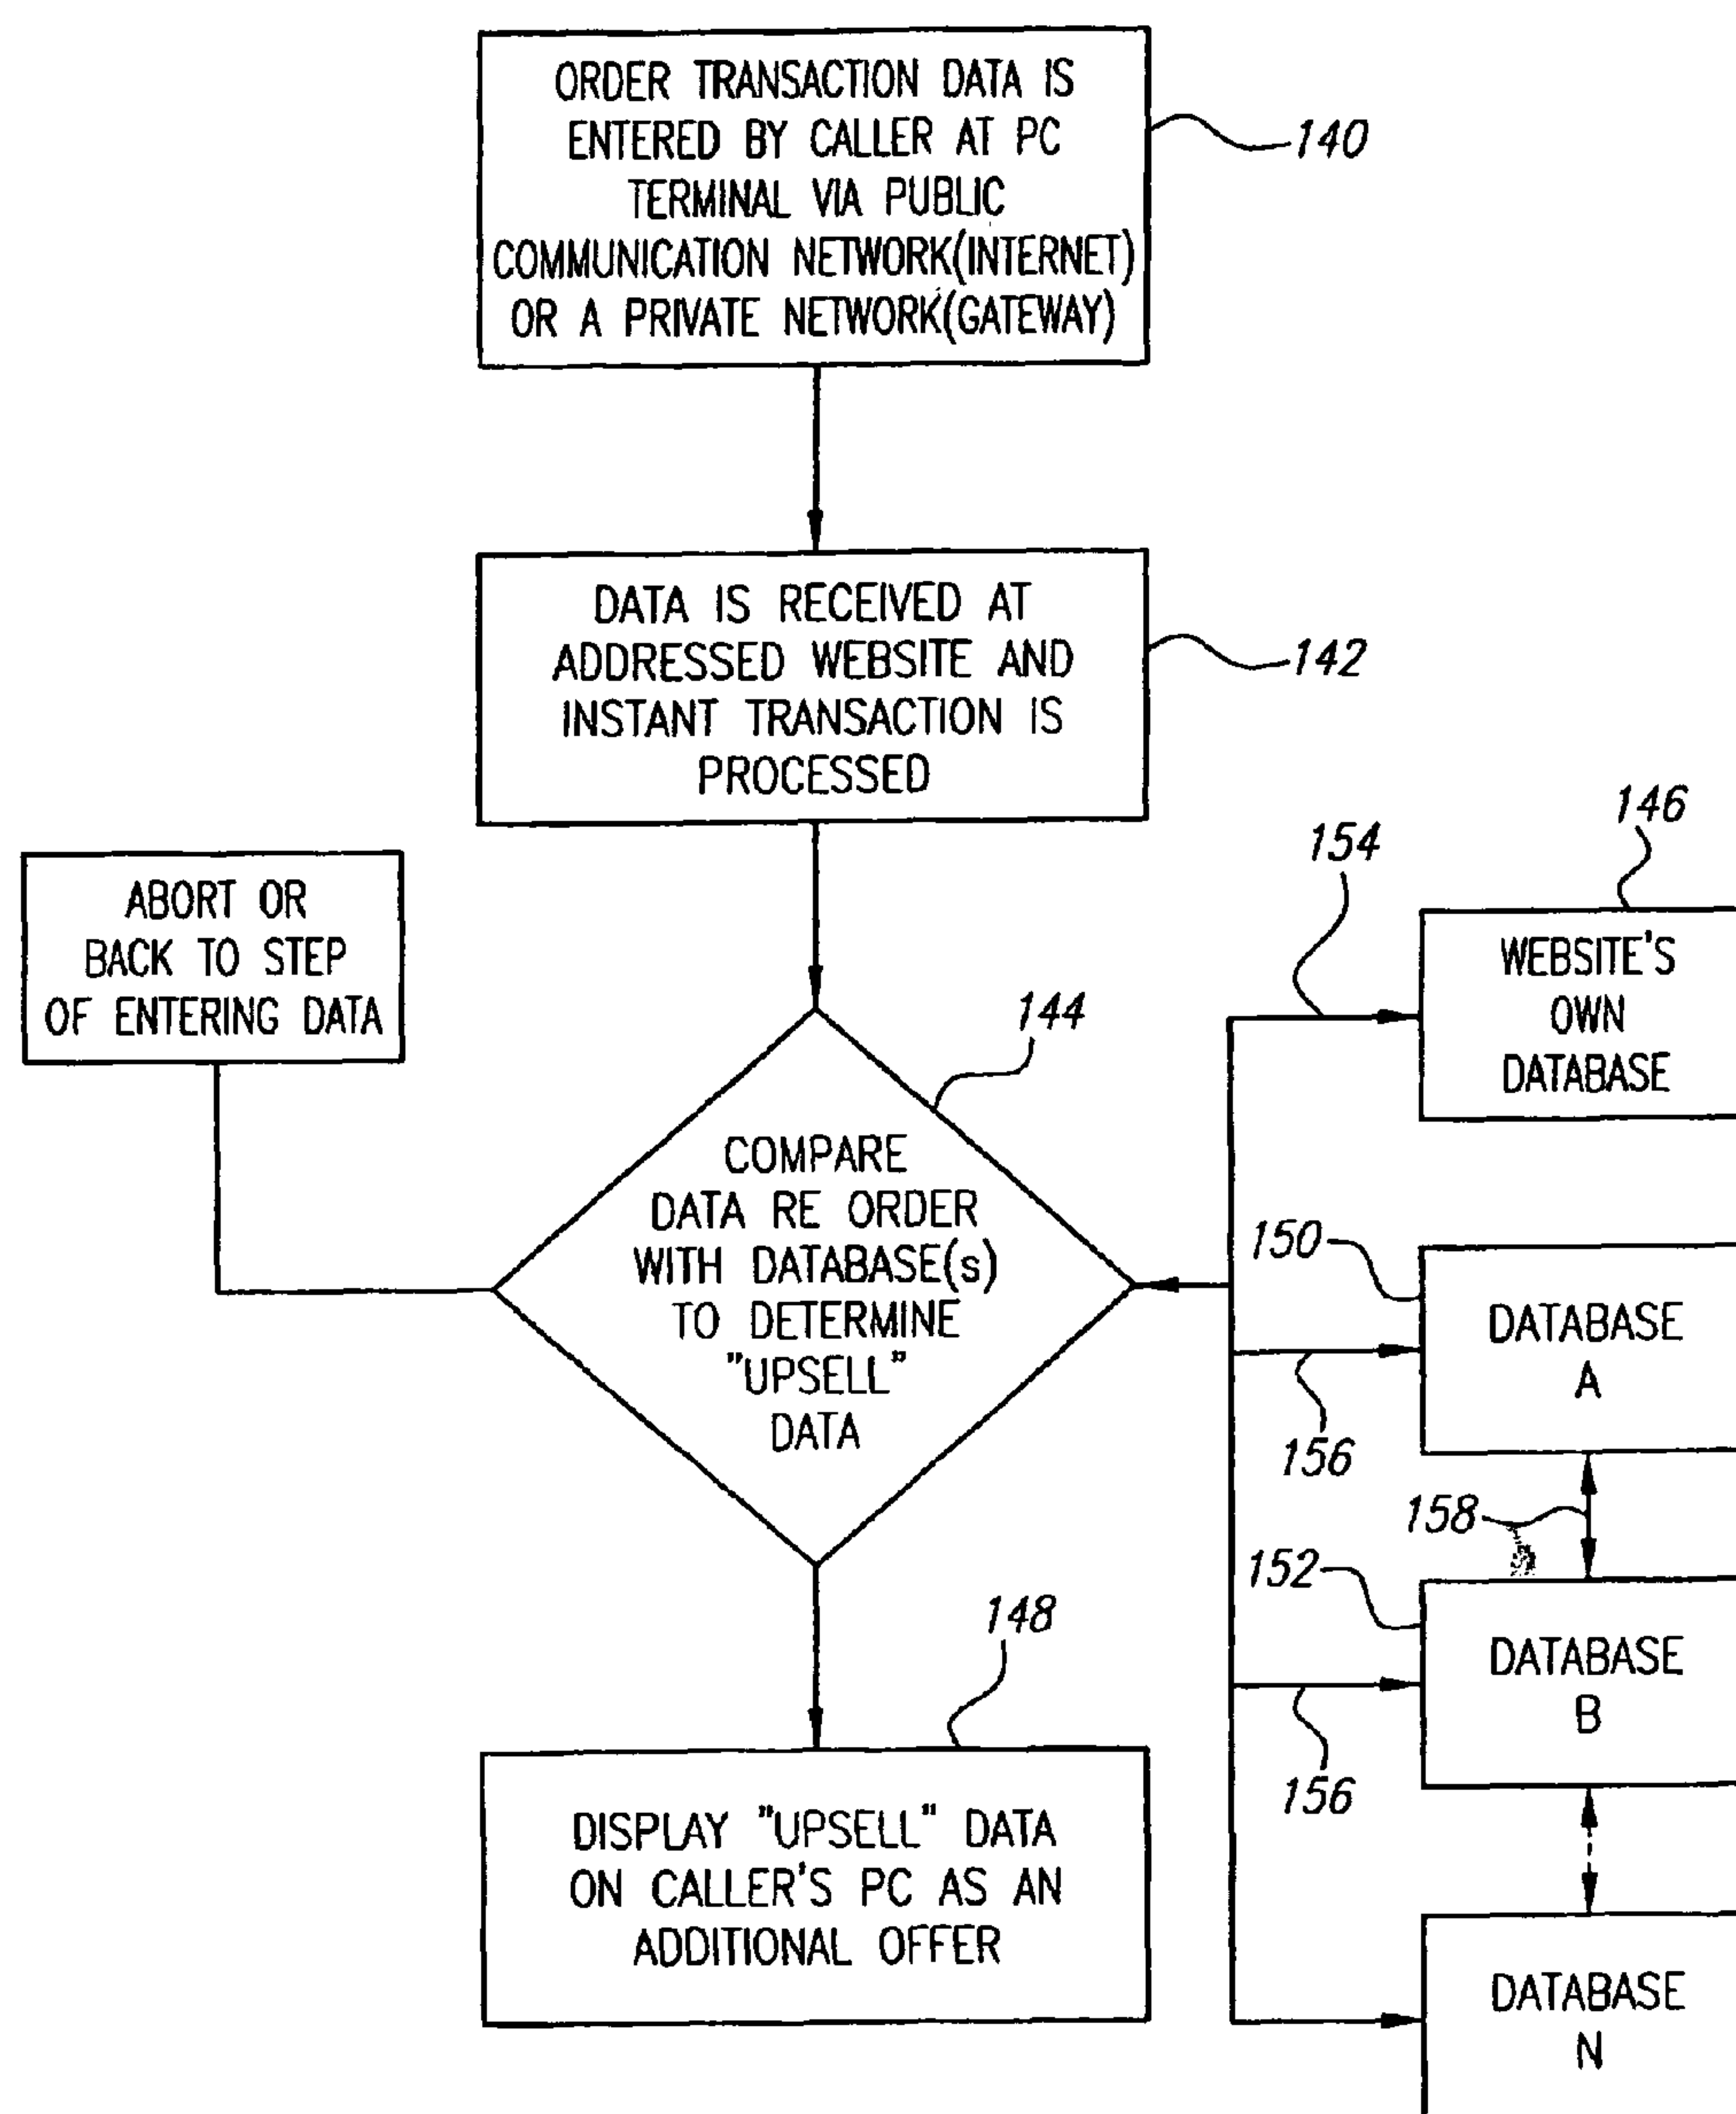 ORDER TRANSACTION DATA IS
ENTERED BY CALLER AT PC
TERMINAL VIA PUBLIC
COMMUNICATION NETWORK(INTERNET)
OR A PRIVATE NETWORK(GATEWAY)
140
DATA IS RECEIVED AT
ADDRESSED WEBSITE AND
INSTANT TRANSACTION IS
PROCESSED
142
ABORT OR
BACK TO STEP
OF ENTERING DATA
144
COMPARE
DATA RE ORDER
WITH DATABASE(s)
TO DETERMINE
"UPSELL"
DATA
154
146
WEBSITE'S
OWN
DATABASE
150
DATABASE
A
156
158
152
DATABASE
B
156
148
DISPLAY "UPSELL" DATA
ON CALLER'S PC AS AN
ADDITIONAL OFFER
DATABASE
N